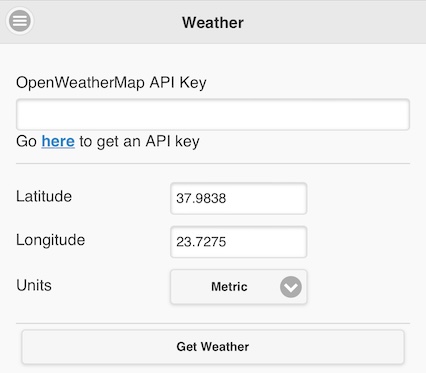 Weather
OpenWeatherMap API Key
Go here to get an API key
Latitude 37.9838
Longitude 23.7275
Units Metric
Get Weather